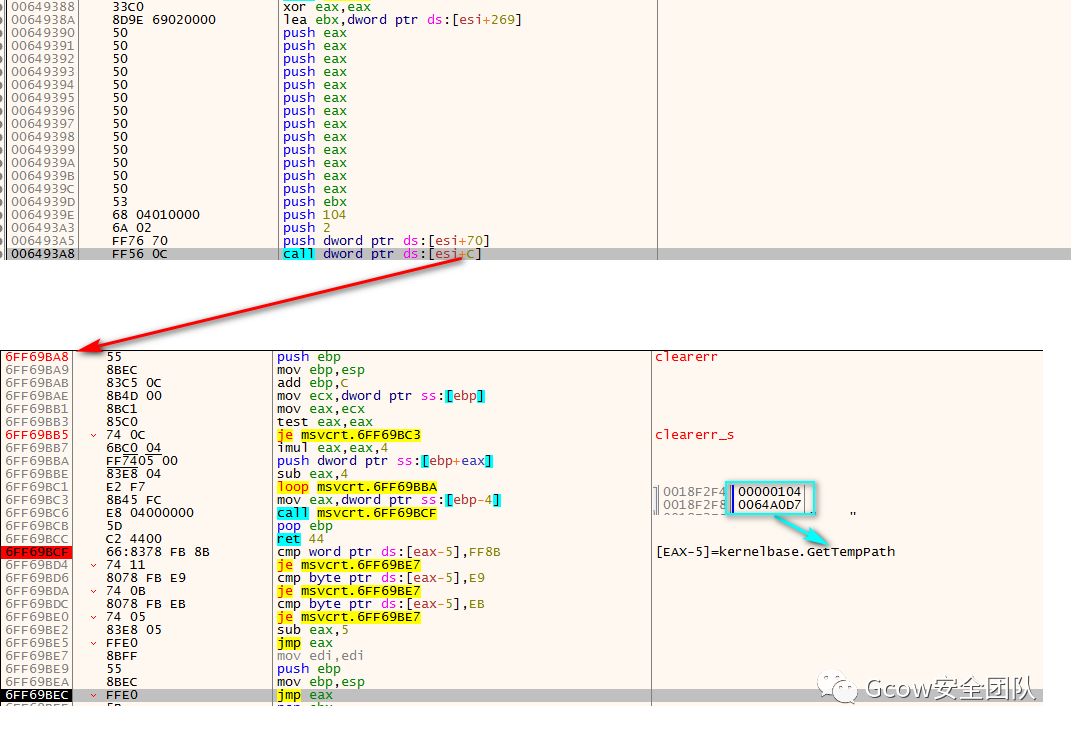 00649388 33C0 xor eax,eax
0064938A 8D9E 69020000 lea ebx,dword ptr ds:[esi+269]
00649390 50 push eax
00649391 50 push eax
00649392 50 push eax
00649393 50 push eax
00649394 50 push eax
00649395 50 push eax
00649396 50 push eax
00649397 50 push eax
00649398 50 push eax
00649399 50 push eax
0064939A 50 push eax
0064939B 50 push eax
0064939C 50 push eax
0064939D 53 push ebx
0064939E 68 04010000 push 104
006493A3 6A 02 push 2
006493A5 FF76 70 push dword ptr ds:[esi+70]
006493A8 FF56 0C call dword ptr ds:[esi+C]
6FF69BA8 55 push ebp clearerr
6FF69BA9 8BEC mov ebp,esp
6FF69BAB 83C5 0C add ebp,C
6FF69BAE 8B4D 00 mov ecx,dword ptr ss:[ebp]
6FF69BB1 8BC1 mov eax,ecx
6FF69BB3 85C0 test eax,eax
6FF69BB5 74 0C je msvcrt.6FF69BC3 clearerr_s
6FF69BB7 6BC0 04 imul eax,eax,4
6FF69BBA FF7405 00 push dword ptr ss:[ebp+eax]
6FF69BBE 83E8 04 sub eax,4
6FF69BC1 E2 F7 loop msvcrt.6FF69BBA
6FF69BC3 8B45 FC mov eax,dword ptr ss:[ebp-4] 0018F2F4 00000104
6FF69BC6 E8 04000000 call msvcrt.6FF69BCF 0018F2F8 0064A0D7
6FF69BCB 5D pop ebp
6FF69BCC C2 4400 ret 44
6FF69BCF 66:8378 FB 8B cmp word ptr ds:[eax-5],FF8B [EAX-5]=kernelbase.GetTempPath
6FF69BD4 74 11 je msvcrt.6FF69BE7
6FF69BD6 8078 FB E9 cmp byte ptr ds:[eax-5],E9
6FF69BDA 74 0B je msvcrt.6FF69BE7
6FF69BDC 8078 FB EB cmp byte ptr ds:[eax-5],EB
6FF69BE0 74 05 je msvcrt.6FF69BE7
6FF69BE2 83E8 05 sub eax,5
6FF69BE5 FFE0 jmp eax
6FF69BE7 8BFF mov edi,edi
6FF69BE9 55 push ebp
6FF69BEA 8BEC mov ebp,esp
6FF69BEC FFE0 jmp eax
Gcow安全团队